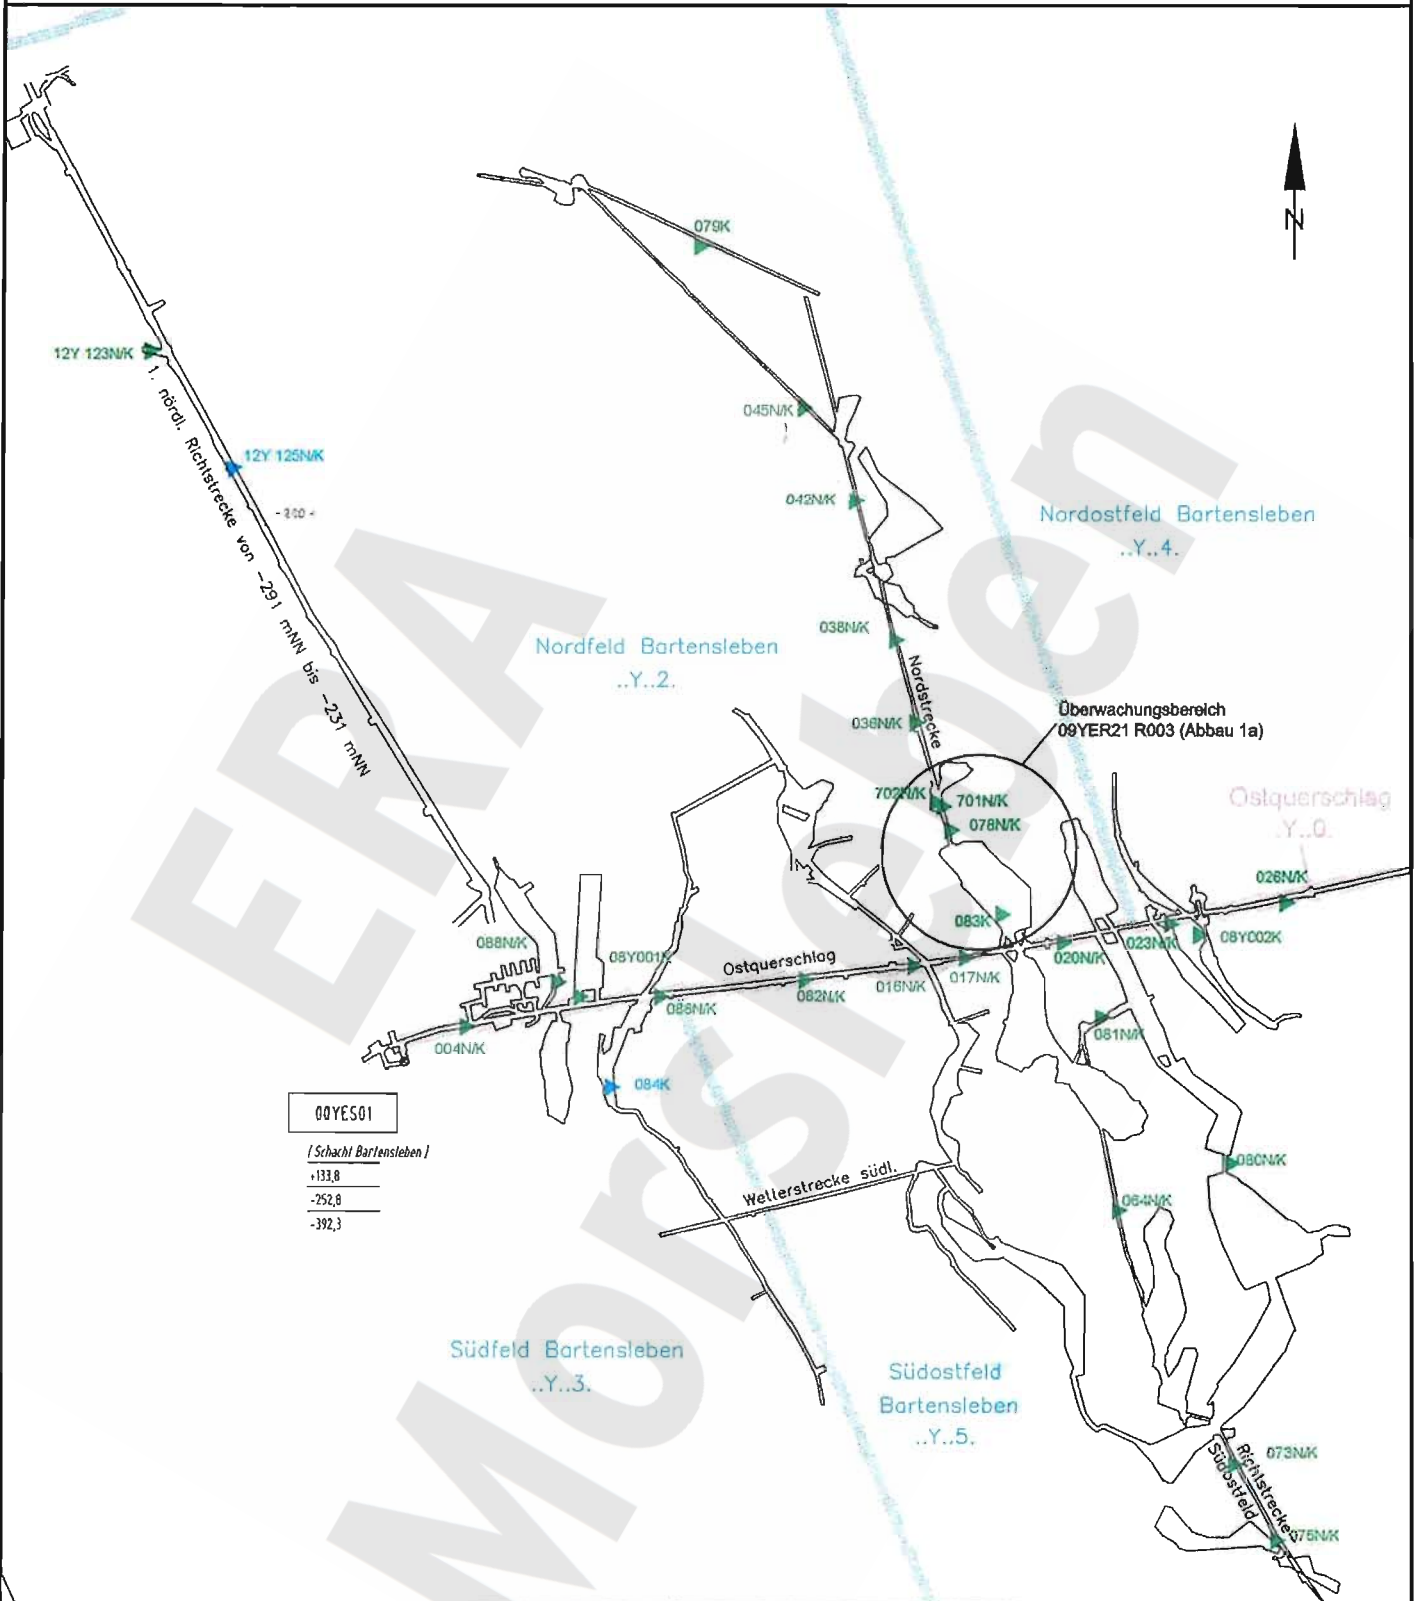 N
079K
12Y 123N/K
1. nördl. Richtstrecke von -291 mNN bis -231 mNN
045N/K
12Y 125N/K
042N/K
Nordostfeld Bartensleben
..Y..4.
038N/K
Nordfeld Bartensleben
..Y..2.
Nordstrecke
036N/K
Überwachungsbereich
09YER21 R003 (Abbau 1a)
702N/K
701N/K
078N/K
Ostquerschlag
.Y..0.
026N/K
083K
088N/K
08Y001K
Ostquerschlag
020N/K
023N/K
08Y002K
016N/K
017N/K
062N/K
086N/K
004N/K
081N/K
084K
00YES01
( Schacht Bartensleben )
+133,8
-252,8
-392,3
080N/K
Wetterstrecke südl.
064N/K
Südfeld Bartensleben
..Y..3.
Südostfeld
Bartensleben
..Y..5.
073N/K
Richtstrecke
Südostfeld
075N/K
ERA
Morsleben